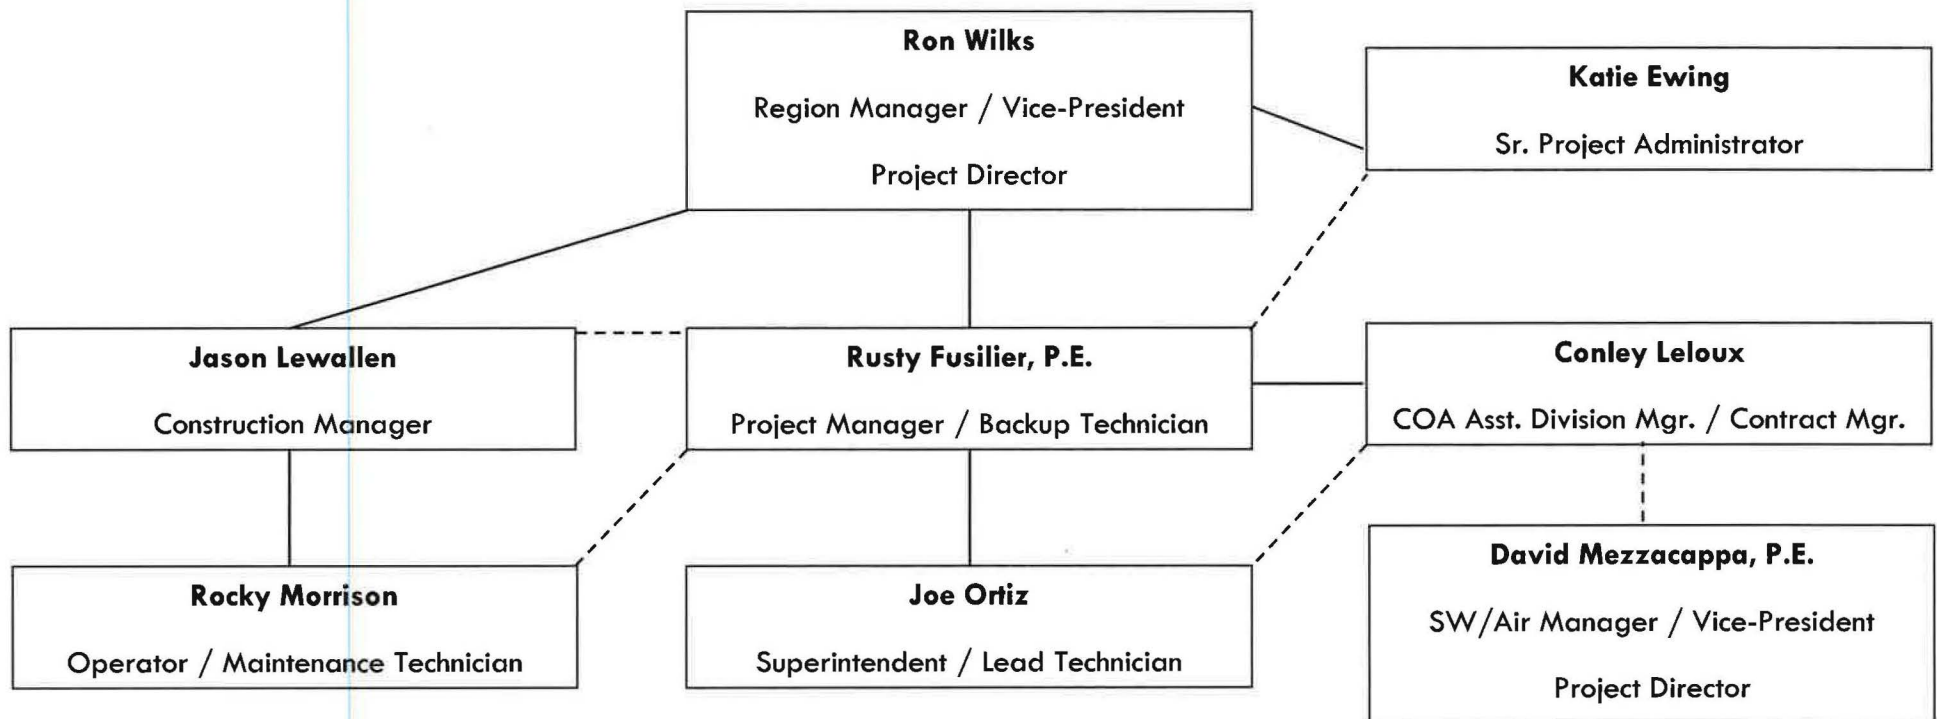 Ron Wilks
Region Manager / Vice-President
Project Director
Katie Ewing
Sr. Project Administrator
Jason Lewallen
Construction Manager
Rusty Fusilier, P.E.
Project Manager / Backup Technician
Conley Leloux
COA Asst. Division Mgr. / Contract Mgr.
Rocky Morrison
Operator / Maintenance Technician
Joe Ortiz
Superintendent / Lead Technician
David Mezzacappa, P.E.
SW/Air Manager / Vice-President
Project Director